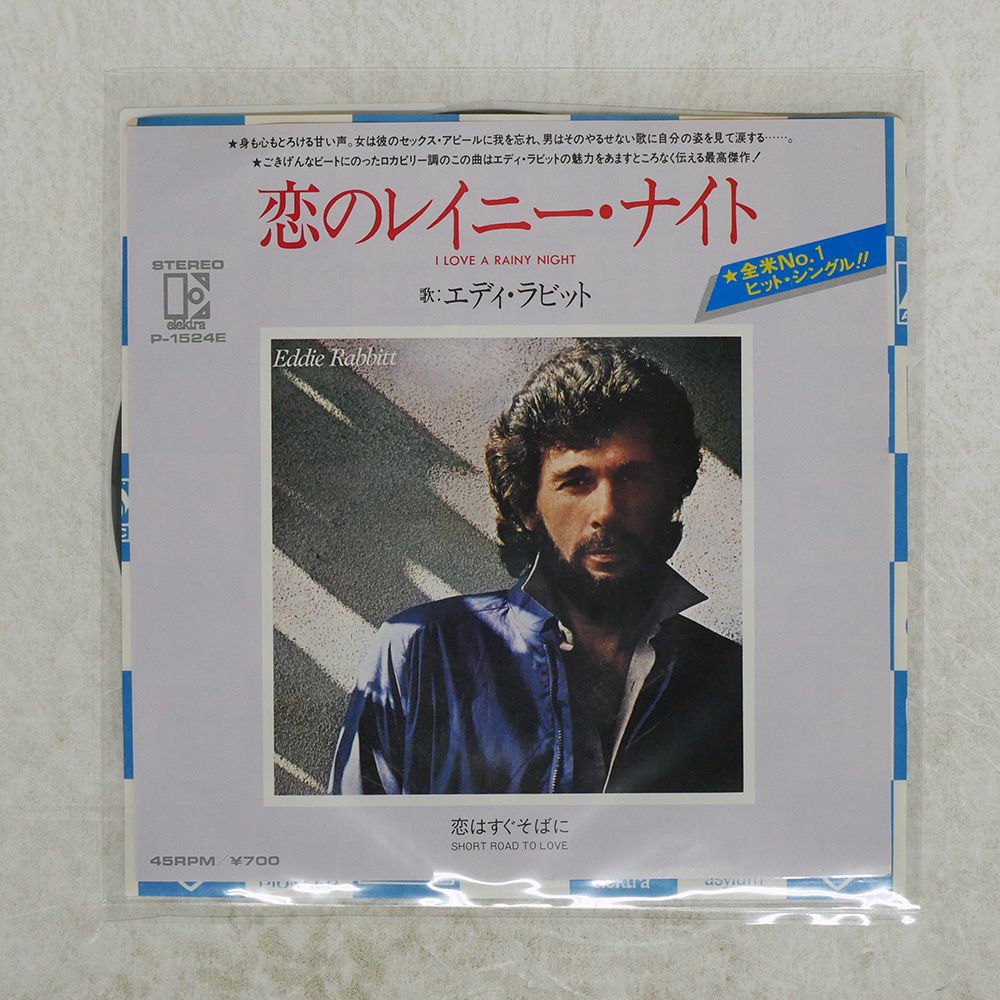 ★身も心もとろける甘い声。女は彼のセックス・アピールに我を忘れ、男はそのやるせない歌に自分の姿を見て涙する……。
★ごきげんなビートにのったロカビリー調のこの曲はエディ・ラビットの魅力をあますところなく伝える最高傑作！
恋のレイニー・ナイト
I LOVE A RAINY NIGHT
歌：エディ・ラビット
★全米No.1
ヒット・シングル!!
STEREO
elektra
P-1524E
Eddie Rabbitt
恋はすぐそばに
SHORT ROAD TO LOVE
45RPM／¥700
elektra
asylum